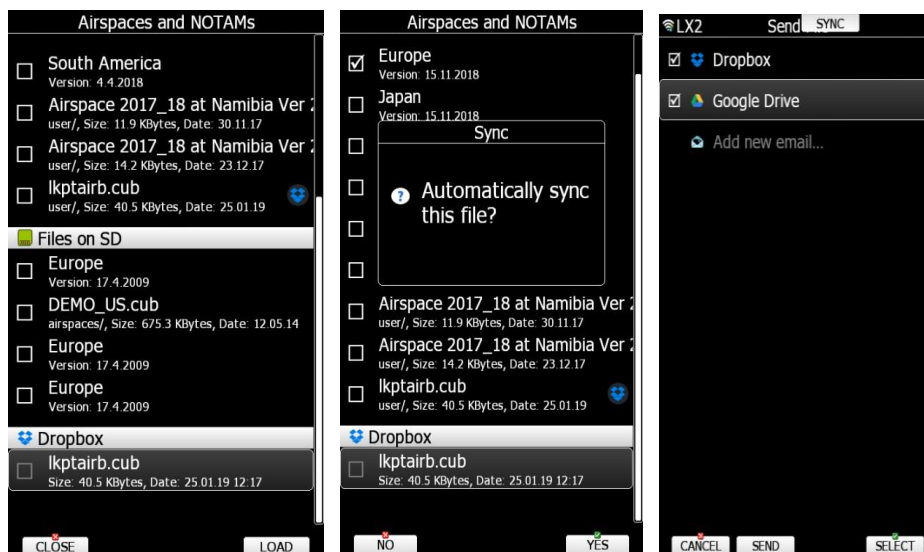 Airspaces and NOTAMs
South America
Version: 4.4.2018
Airspace 2017_18 at Namibia Ver
user/, Size: 11.9 KBytes, Date: 30.11.17
Airspace 2017_18 at Namibia Ver
user/, Size: 14.2 KBytes, Date: 23.12.17
lkptairb.cub
user/, Size: 40.5 KBytes, Date: 25.01.19
Files on SD
Europe
Version: 17.4.2009
DEMO_US.cub
airspaces/, Size: 675.3 KBytes, Date: 12.05.14
Europe
Version: 17.4.2009
Europe
Version: 17.4.2009
Dropbox
lkptairb.cub
Size: 40.5 KBytes, Date: 25.01.19 12:17
CLOSE
LOAD
Airspaces and NOTAMs
Europe
Version: 15.11.2018
Japan
Version: 15.11.2018
Sync
Automatically sync
this file?
Airspace 2017_18 at Namibia Ver
user/, Size: 11.9 KBytes, Date: 30.11.17
Airspace 2017_18 at Namibia Ver
user/, Size: 14.2 KBytes, Date: 23.12.17
lkptairb.cub
user/, Size: 40.5 KBytes, Date: 25.01.19
Dropbox
lkptairb.cub
Size: 40.5 KBytes, Date: 25.01.19 12:17
NO
YES
LX2
Send
SYNC
Dropbox
Google Drive
Add new email...
CANCEL
SEND
SELECT